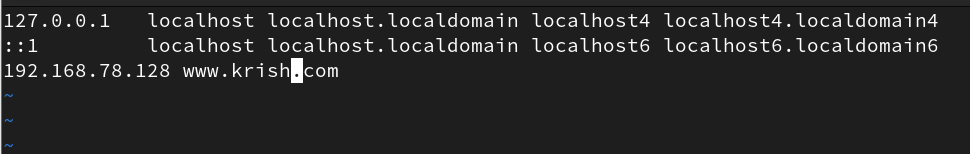 127.0.0.1   localhost localhost.localdomain localhost4 localhost4.localdomain4
::1         localhost localhost.localdomain localhost6 localhost6.localdomain6
192.168.78.128 www.krish.com
~
~
~